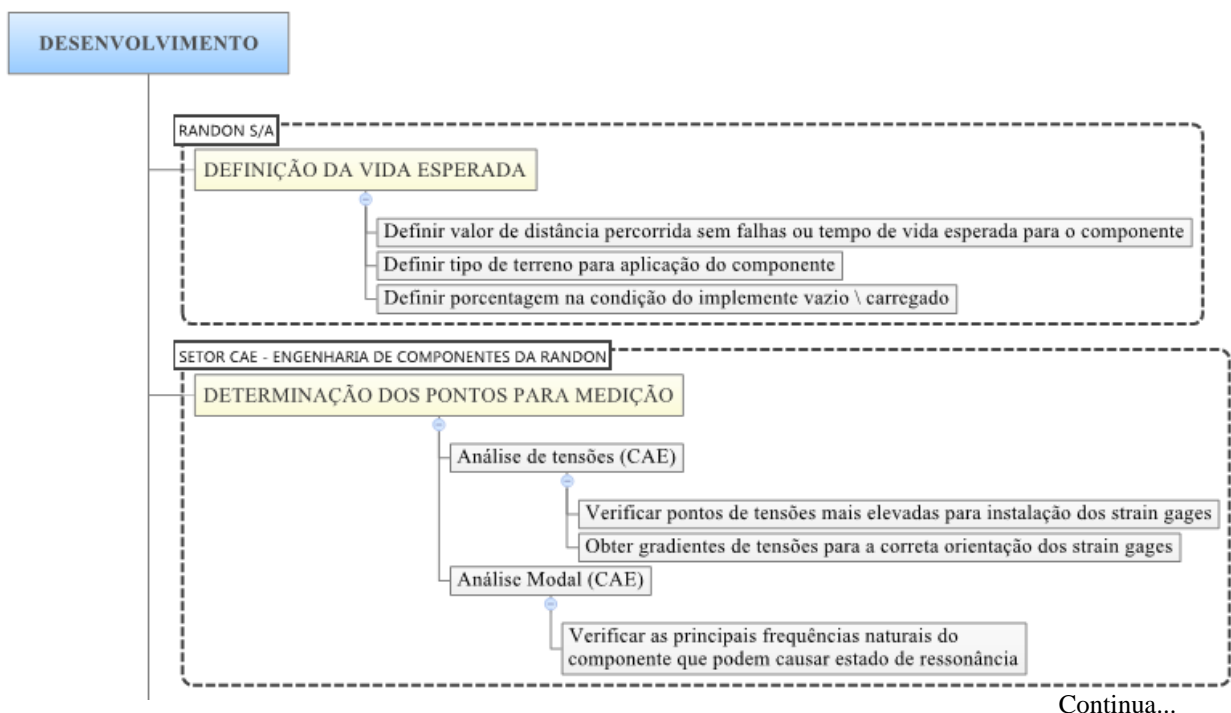 DESENVOLVIMENTO
RANDON S/A
DEFINIÇÃO DA VIDA ESPERADA
Definir valor de distância percorrida sem falhas ou tempo de vida esperada para o componente
Definir tipo de terreno para aplicação do componente
Definir porcentagem na condição do implemente vazio \ carregado
SETOR CAE - ENGENHARIA DE COMPONENTES DA RANDON
DETERMINAÇÃO DOS PONTOS PARA MEDIÇÃO
Análise de tensões (CAE)
Verificar pontos de tensões mais elevadas para instalação dos strain gages
Obter gradientes de tensões para a correta orientação dos strain gages
Análise Modal (CAE)
Verificar as principais frequências naturais do
componente que podem causar estado de ressonância
Continua...